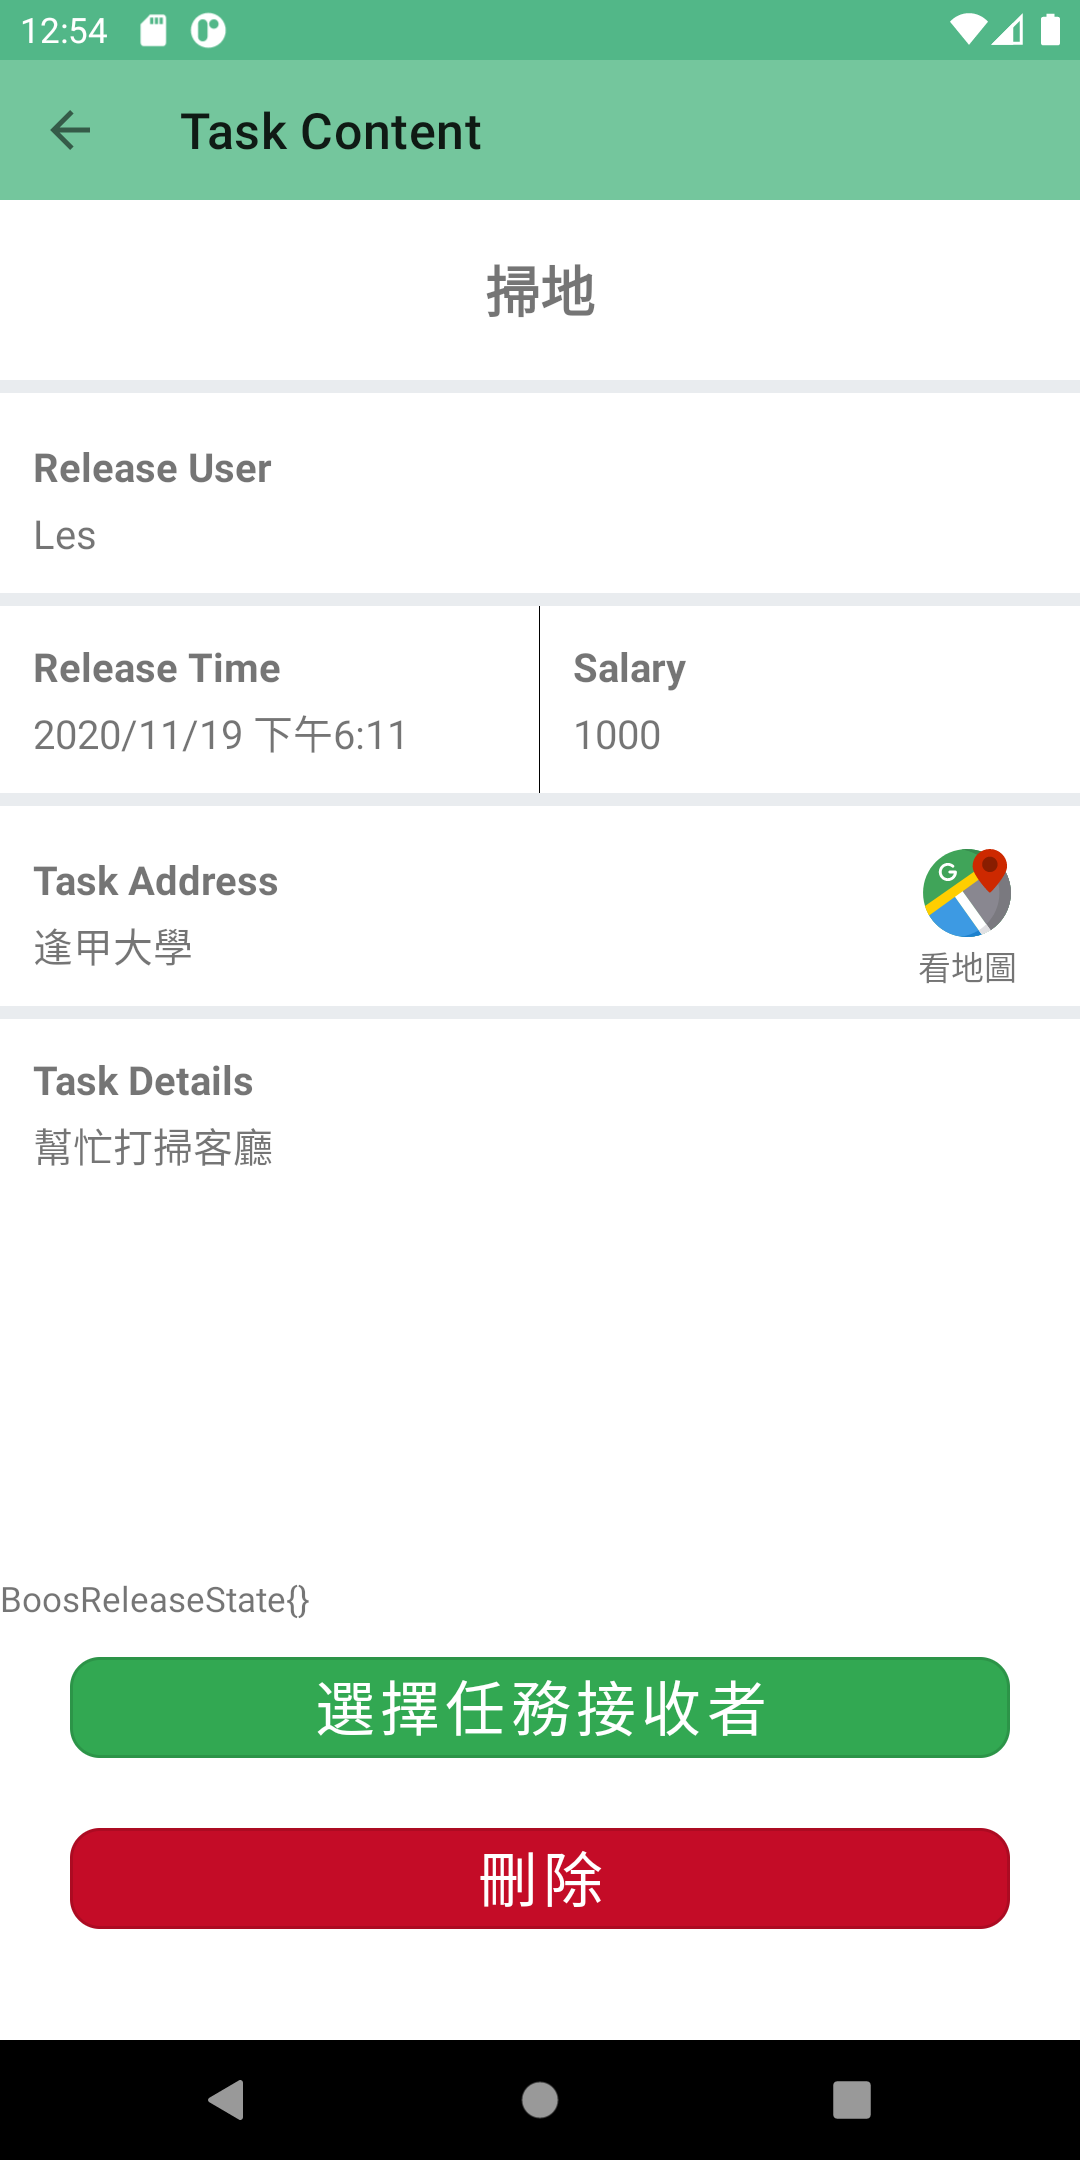 12:54
Task Content
掃地
Release User
Les
Release Time
2020/11/19 下午6:11
Salary
1000
Task Address
逢甲大學
G
看地圖
Task Details
幫忙打掃客廳
BoosReleaseState{}
選擇任務接收者
刪除